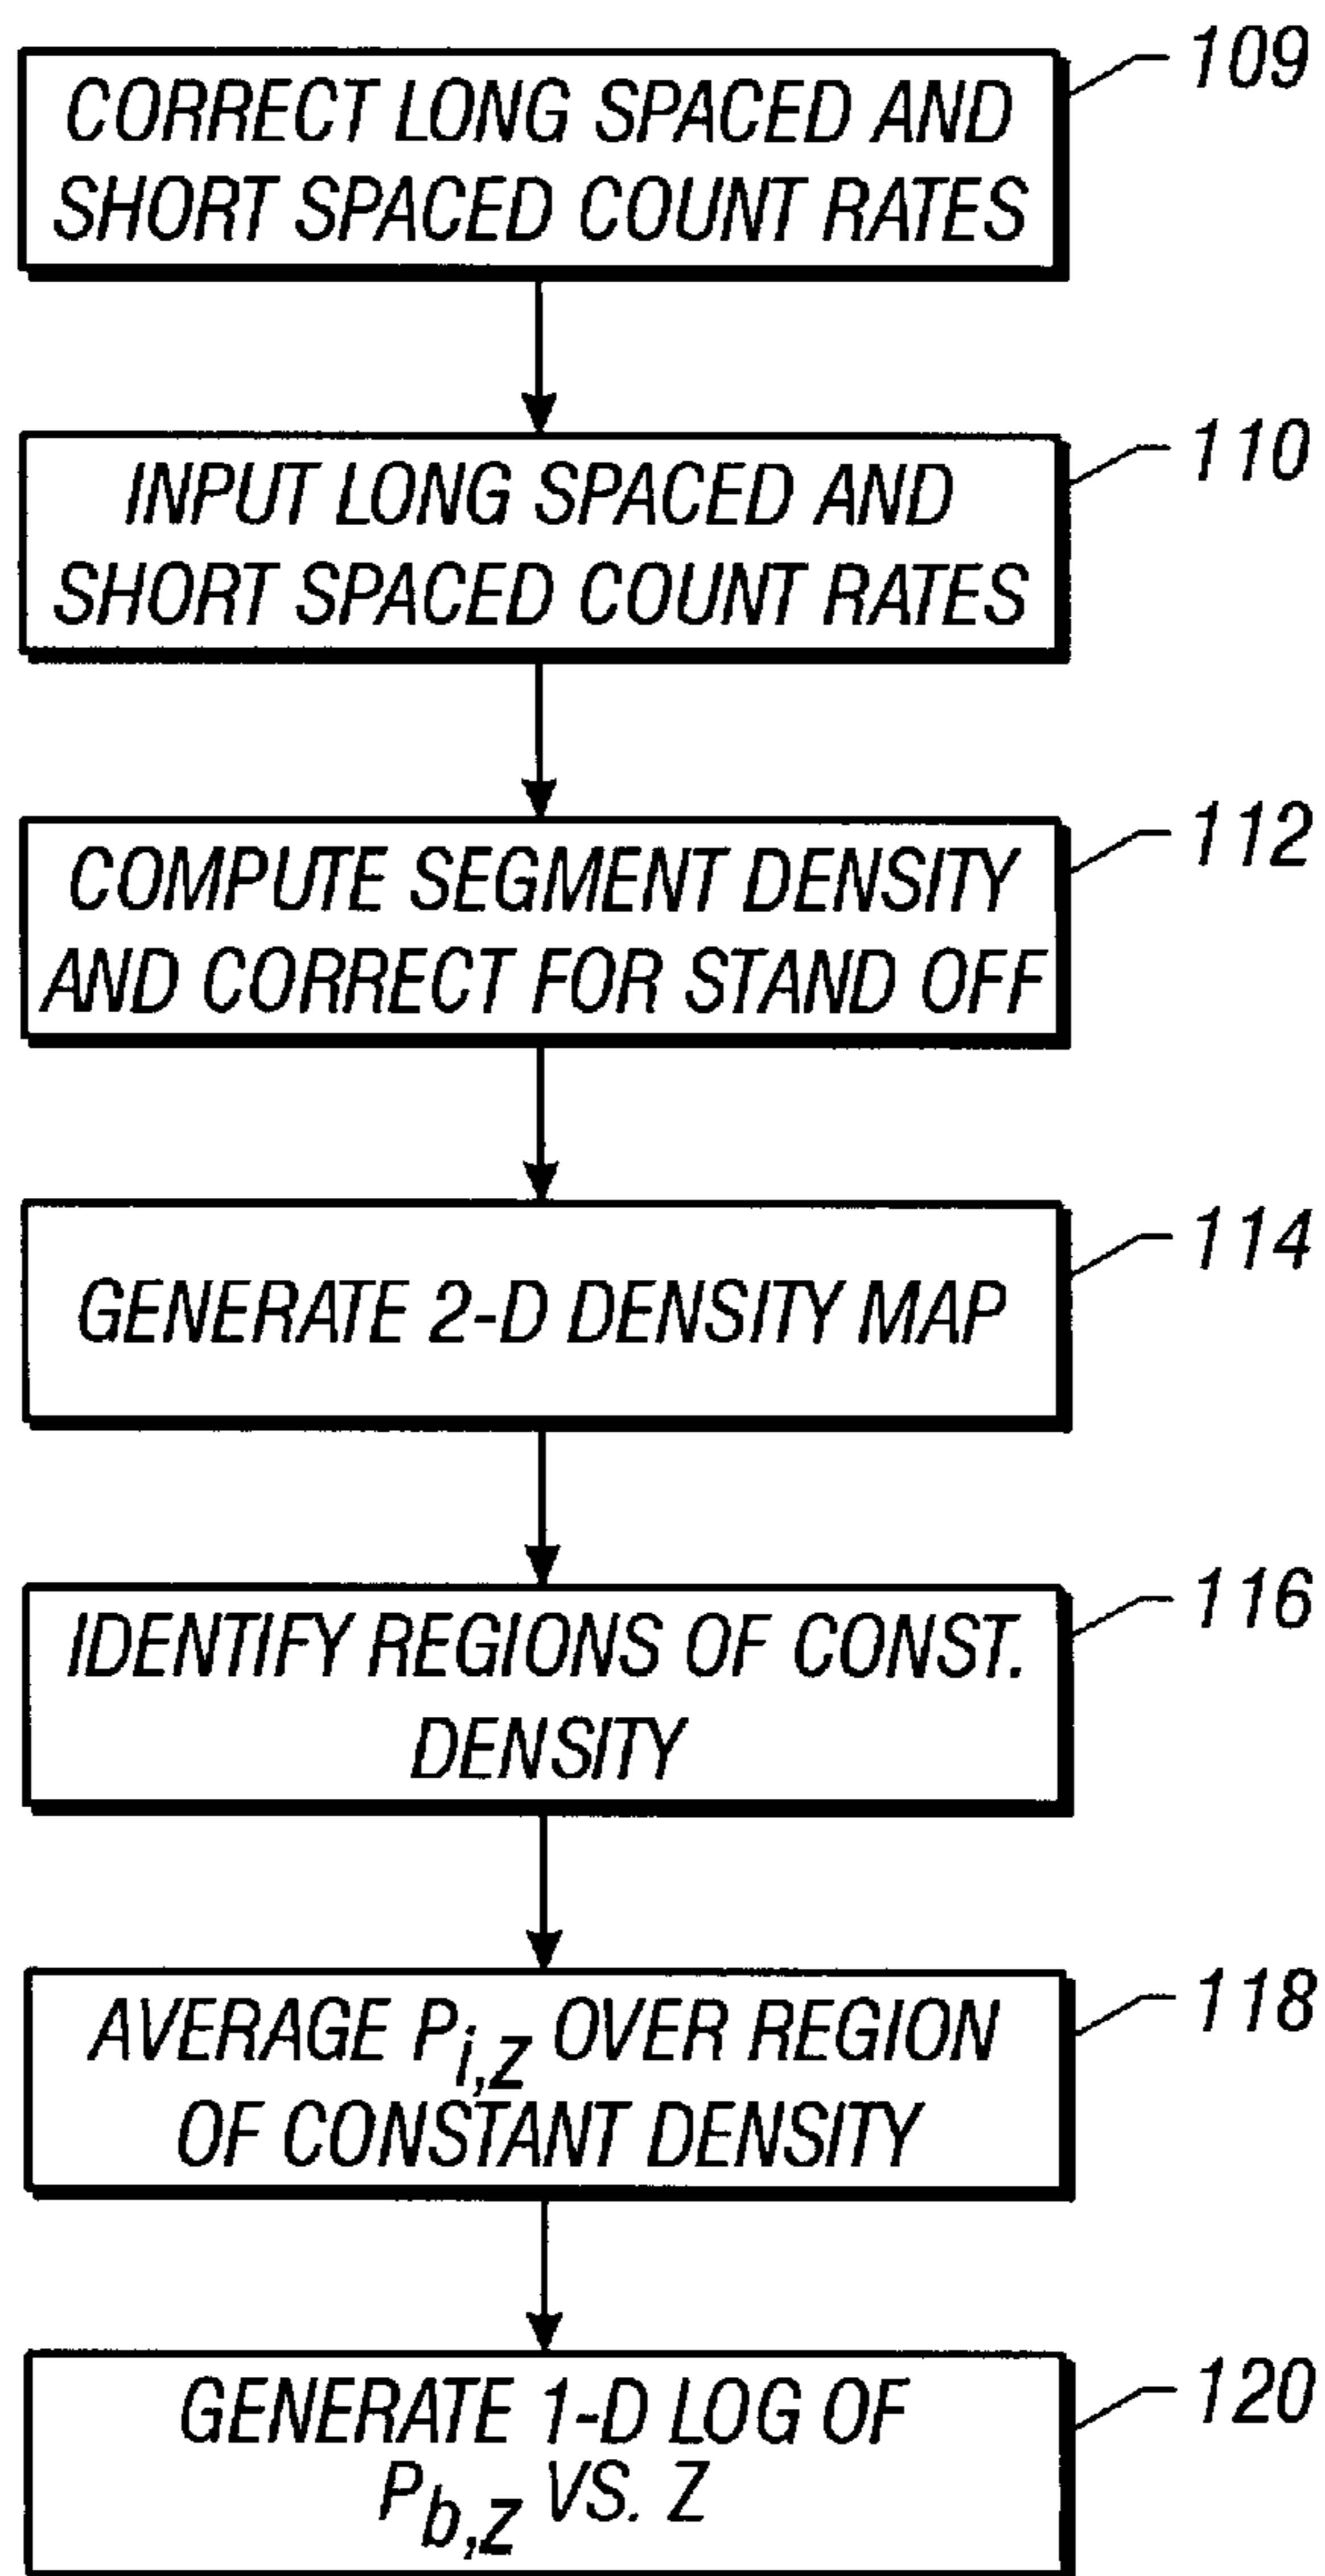 109
CORRECT LONG SPACED AND
SHORT SPACED COUNT RATES
110
INPUT LONG SPACED AND
SHORT SPACED COUNT RATES
112
COMPUTE SEGMENT DENSITY
AND CORRECT FOR STAND OFF
114
GENERATE 2-D DENSITY MAP
116
IDENTIFY REGIONS OF CONST.
DENSITY
118
AVERAGE Pi,Z OVER REGION
OF CONSTANT DENSITY
120
GENERATE 1-D LOG OF
Pb,Z VS. Z